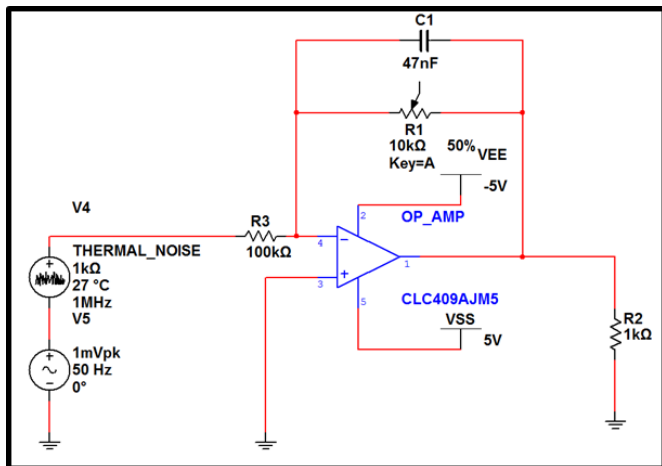 C1
47nF
R1
10kΩ
Key=A
50%
VEE
-5V
V4
R3
100kΩ
OP_AMP
2
4
3
1
5
THERMAL_NOISE
1kΩ
27 °C
1MHz
V5
CLC409AJM5
VSS
5V
R2
1kΩ
1mVpk
50 Hz
0°